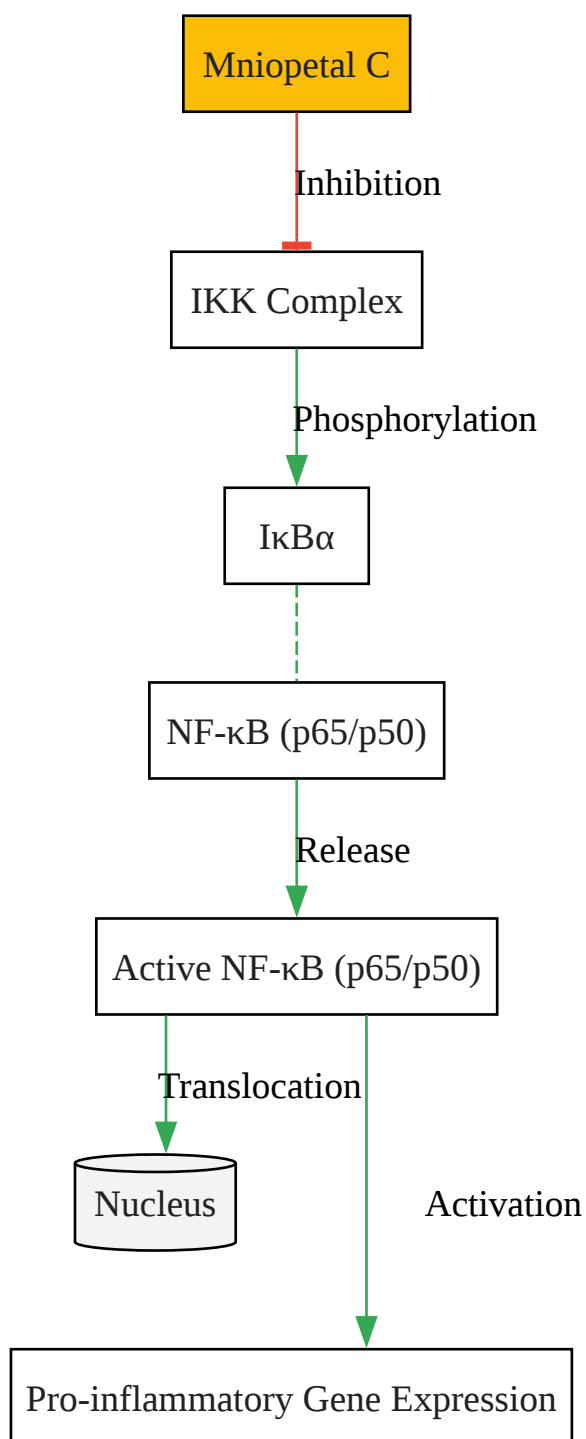 Mniopetal C
Inhibition
IKK Complex
Phosphorylation
IκBα
NF-κB (p65/p50)
Release
Active NF-κB (p65/p50)
Translocation
Nucleus
Activation
Pro-inflammatory Gene Expression